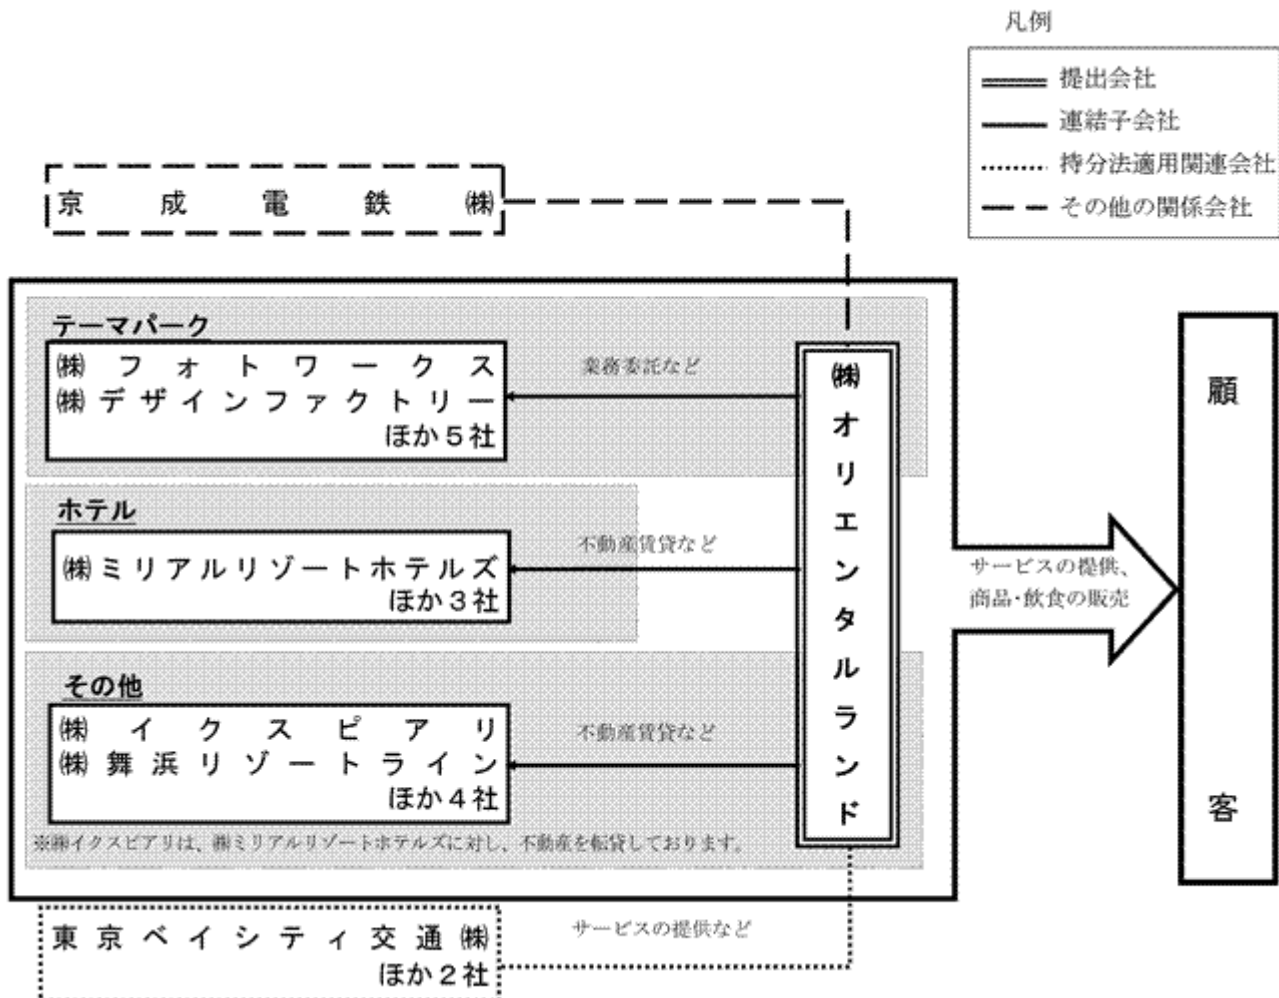 凡例
提出会社
連結子会社
持分法適用関連会社
その他の関係会社
京成電鉄㈱
テーマパーク
㈱フォトワークス
㈱デザインファクトリー
ほか5社
業務委託など
ホテル
㈱ミリアルリゾートホテルズ
ほか3社
不動産賃貸など
その他
㈱イクスピアリ
㈱舞浜リゾートライン
ほか4社
不動産賃貸など
※㈱イクスピアリは、㈱ミリアルリゾートホテルズに対し、不動産を転貸しております。
㈱オリエンタルランド
サービスの提供、
商品・飲食の販売
顧客
東京ベイシティ交通㈱
ほか2社
サービスの提供など